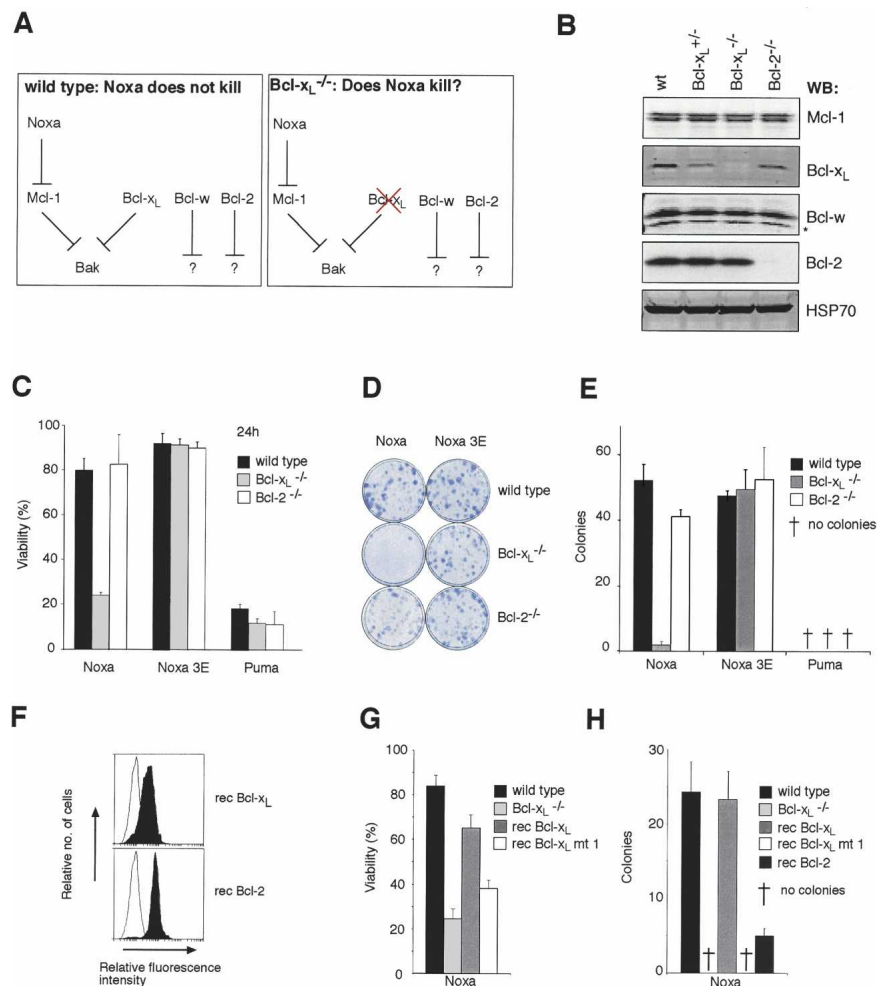 A
wild type: Noxa does not kill
Noxa
Mcl-1 Bcl-xL Bcl-w Bcl-2
Bak ? ?
Bcl-xL-/-: Does Noxa kill?
Noxa
Mcl-1 Bcl-xL Bcl-w Bcl-2
Bak ? ?
B
wt Bcl-xL+/- Bcl-xL-/- Bcl-2-/- WB:
Mcl-1
Bcl-xL
Bcl-w
*
Bcl-2
HSP70
C
Viability (%)
100
80
60
40
20
0
24h
wild type
Bcl-xL-/-
Bcl-2-/-
Noxa Noxa 3E Puma
D
Noxa Noxa 3E
wild type
Bcl-xL-/-
Bcl-2-/-
E
Colonies
60
40
20
0
wild type
Bcl-xL-/-
Bcl-2-/-
† no colonies
† † †
Noxa Noxa 3E Puma
F
Relative no. of cells
rec Bcl-xL
rec Bcl-2
Relative fluorescence
intensity
G
Viability (%)
100
80
60
40
20
0
wild type
Bcl-xL-/-
rec Bcl-xL
rec Bcl-xL mt 1
Noxa
H
Colonies
30
20
10
0
wild type
Bcl-xL-/-
rec Bcl-xL
rec Bcl-xL mt 1
rec Bcl-2
† no colonies
† †
Noxa